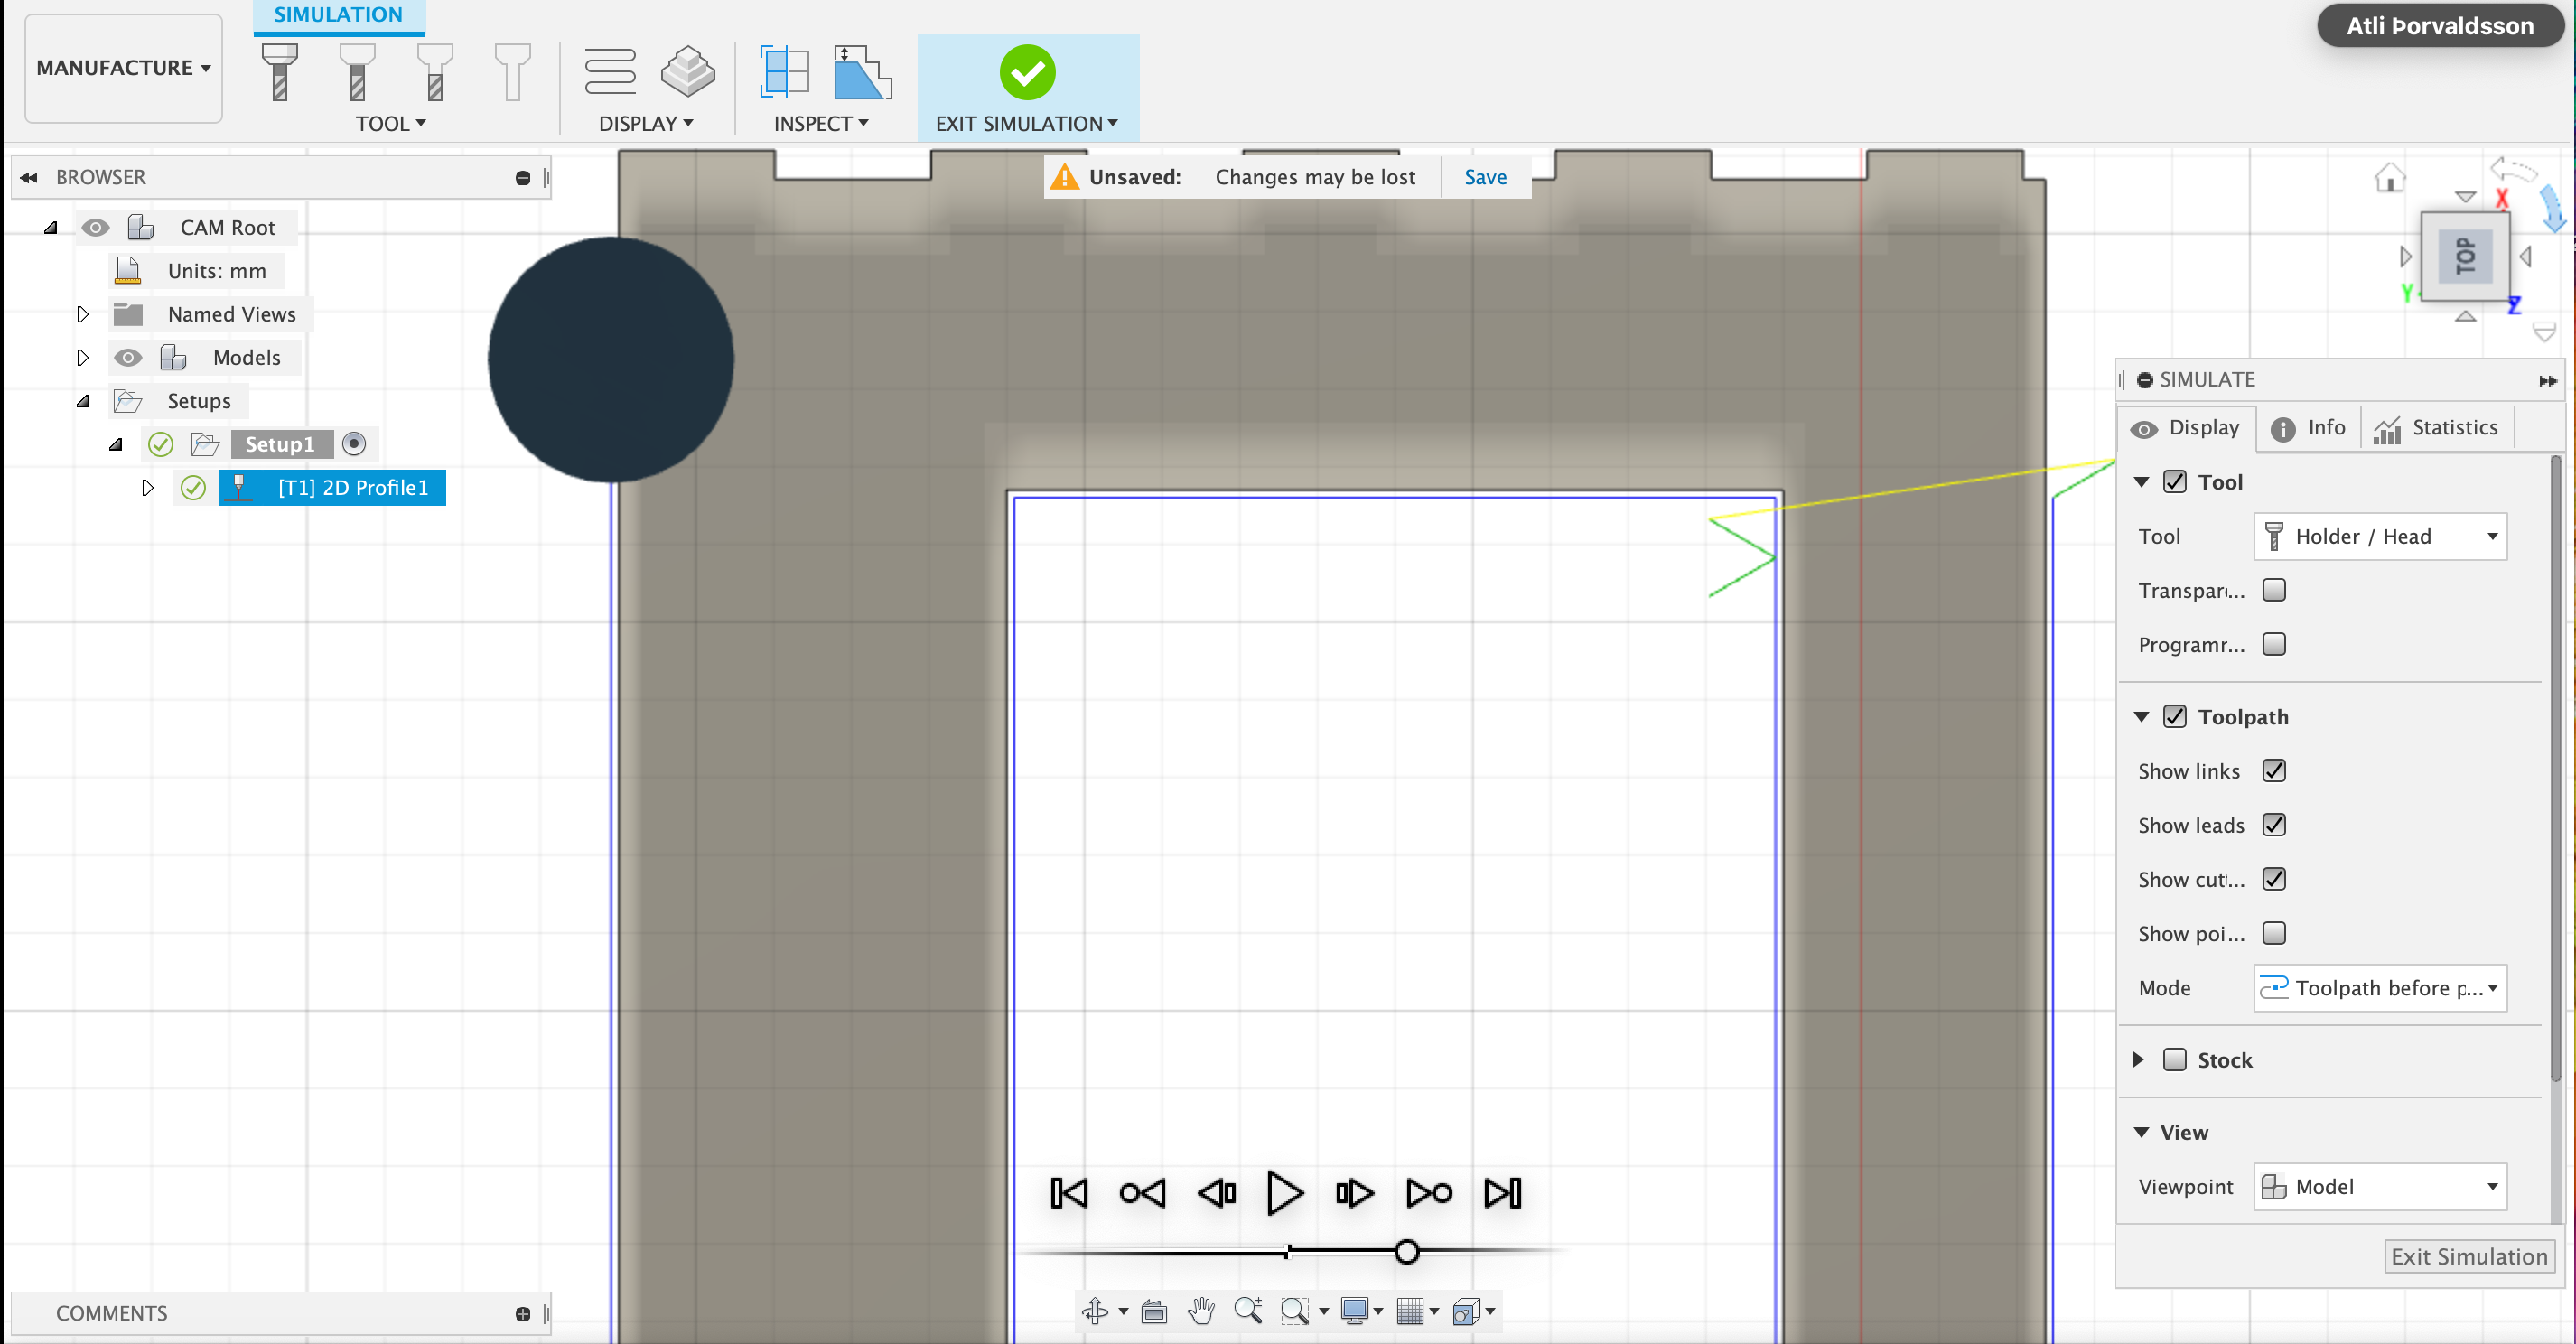 SIMULATION
Atli Þorvaldsson
MANUFACTURE
TOOL
DISPLAY
INSPECT
EXIT SIMULATION
BROWSER
Unsaved: Changes may be lost Save
CAM Root
Units: mm
Named Views
Models
Setups
Setup1
[T1] 2D Profile1
X
TOP
Y
Z
SIMULATE
Display Info Statistics
Tool
Tool Holder / Head
Transpar...
Programr...
Toolpath
Show links
Show leads
Show cut...
Show poi...
Mode Toolpath before p...
Stock
View
Viewpoint Model
Exit Simulation
COMMENTS